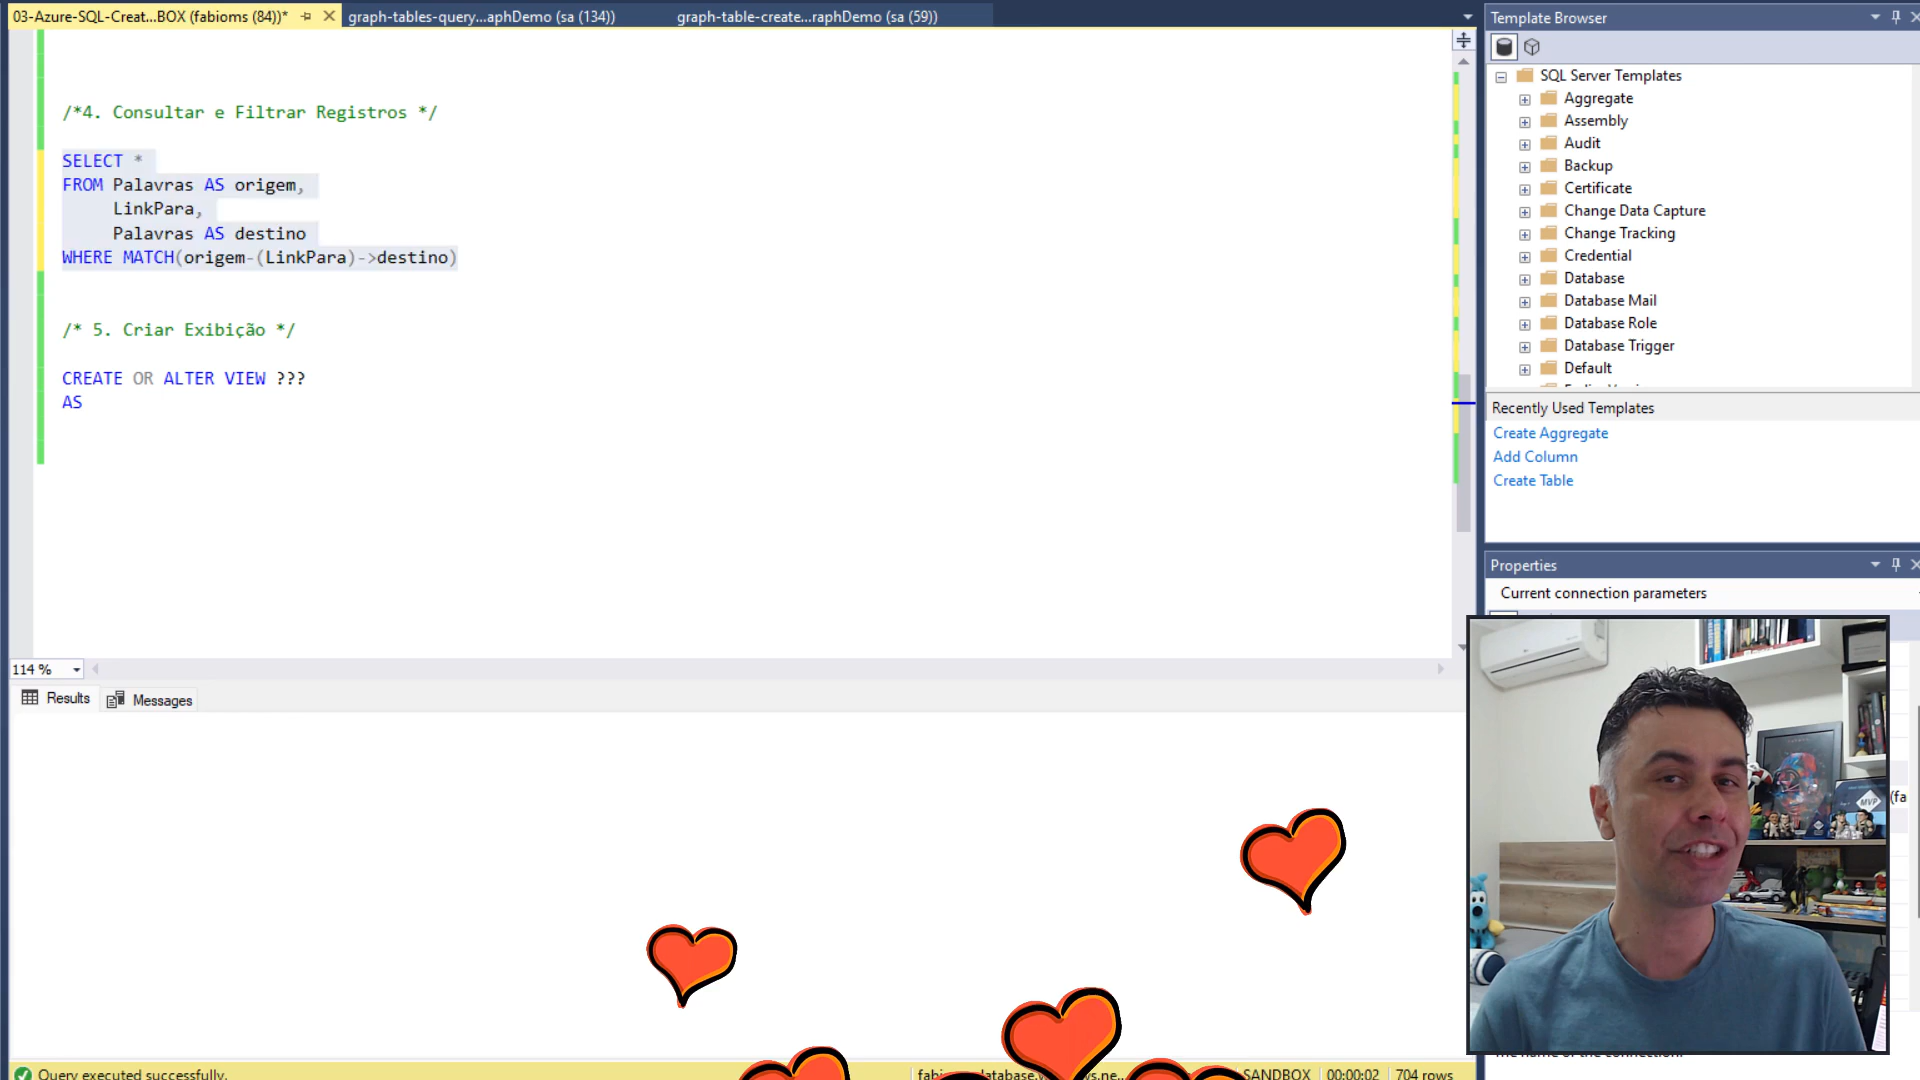 03-Azure-SQL-Creat...BOX (fabioms (84))*
graph-tables-query...aphDemo (sa (134))
graph-table-create...raphDemo (sa (59))
/*4. Consultar e Filtrar Registros */
SELECT *
FROM Palavras AS origem,
LinkPara,
Palavras AS destino
WHERE MATCH(origem-(LinkPara)->destino)
/* 5. Criar Exibição */
CREATE OR ALTER VIEW ???
AS
114 %
Results
Messages
Query executed successfully.
SANDBOX
00:00:02
704 rows
Template Browser
SQL Server Templates
Aggregate
Assembly
Audit
Backup
Certificate
Change Data Capture
Change Tracking
Credential
Database
Database Mail
Database Role
Database Trigger
Default
Recently Used Templates
Create Aggregate
Add Column
Create Table
Properties
Current connection parameters
(fa
MVP